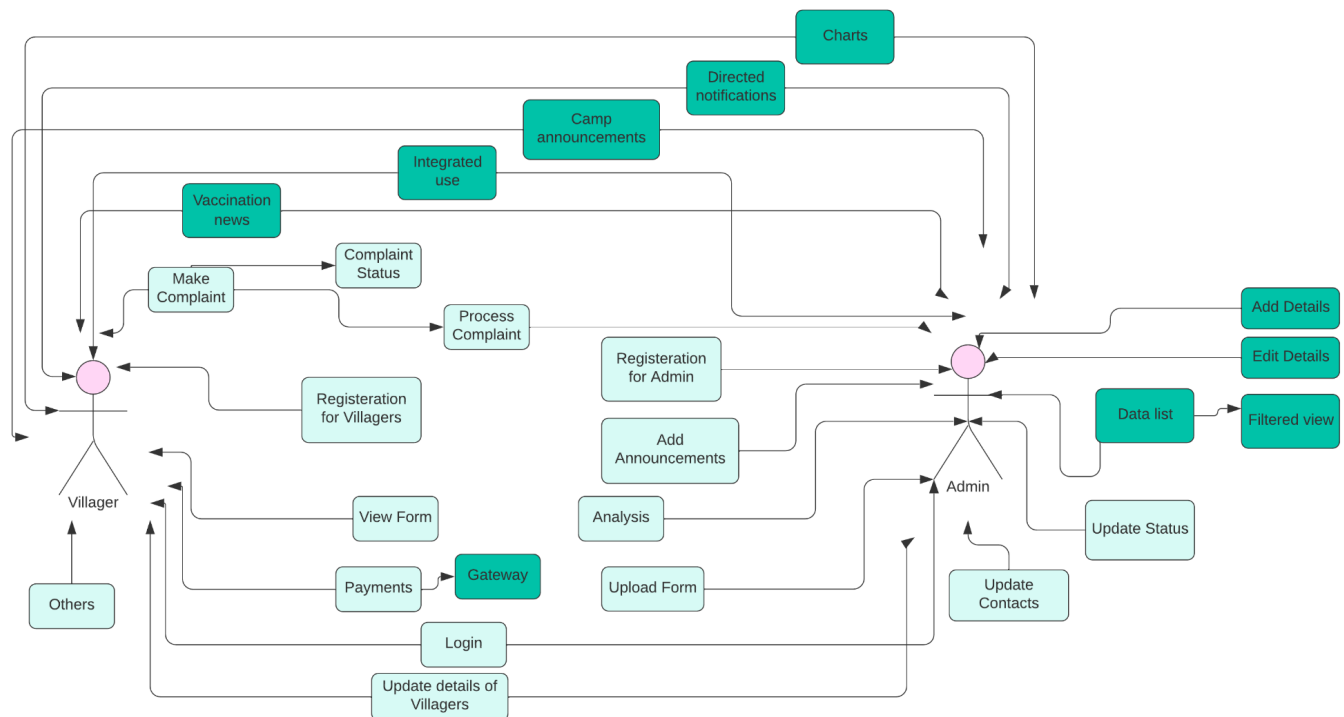 Charts
Directed
notifications
Camp
announcements
Integrated
use
Vaccination
news
Complaint
Status
Make
Complaint
Process
Complaint
Add Details
Registeration
for Admin
Edit Details
Registeration
for Villagers
Data list
Filtered view
Add
Announcements
Villager
Admin
View Form
Analysis
Update Status
Others
Payments
Gateway
Upload Form
Update
Contacts
Login
Update details of
Villagers